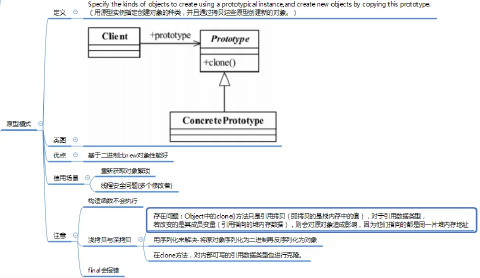 Specify the kinds of objects to create using a prototypical instance,and create new objects by copying this prototype.
定义
（用原型实例指定创建对象的种类，并且通过拷贝这些原型创建新的对象。）
Client
+prototype
Prototype
+clone()
ConcretePrototype
原型模式
类图
优点
基于二进制比new对象性能好
使用场景
重新获取对象繁琐
线程安全问题(多个修改者)
构造函数不会执行
注意
浅拷贝与深拷贝
存在问题：Object中的clone()方法只是引用拷贝（即拷贝的是栈内存中的值），对于引用数据类型，
若改变的是其成员变量（引用指向的堆内存数据），则会对原对象造成影响，因为他们指向的都是同一片堆内存地址
用序列化来解决-将原对象序列化为二进制再反序列化为对象
在clone方法，对内部可写的引用数据类型也进行克隆。
final会报错